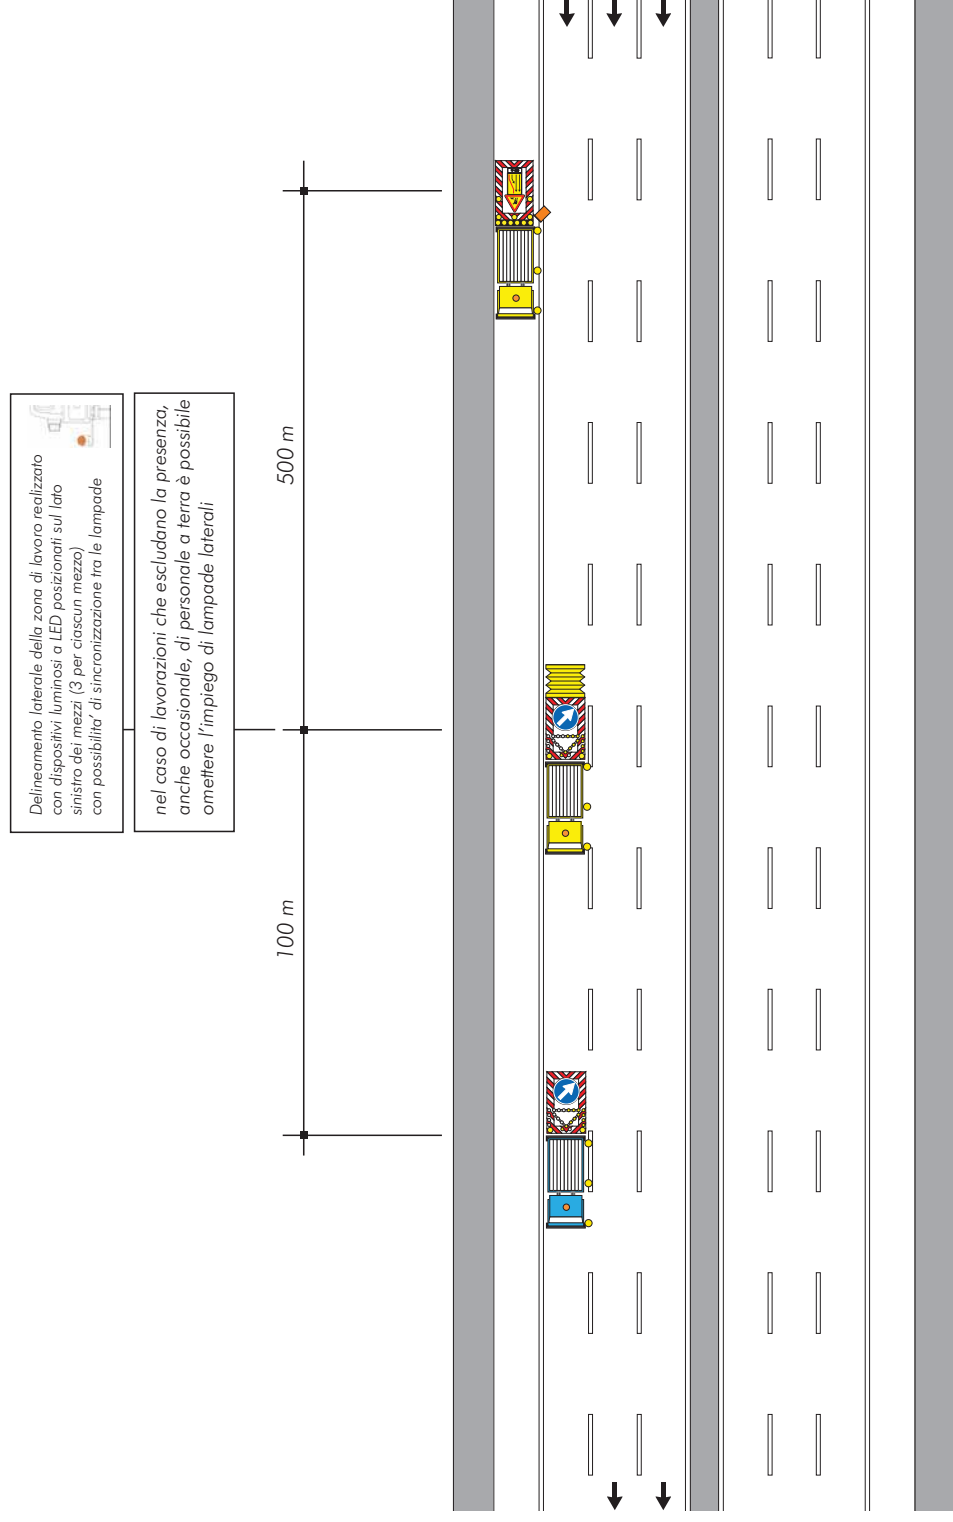 Delineamento laterale della zona di lavoro realizzato
con dispositivi luminosi a LED posizionati sul lato
sinistro dei mezzi (3 per ciascun mezzo)
con possibilita' di sincronizzazione tra le lampade
nel caso di lavorazioni che escludano la presenza,
anche occasionale, di personale a terra è possibile
omettere l'impiego di lampade laterali
500 m
100 m